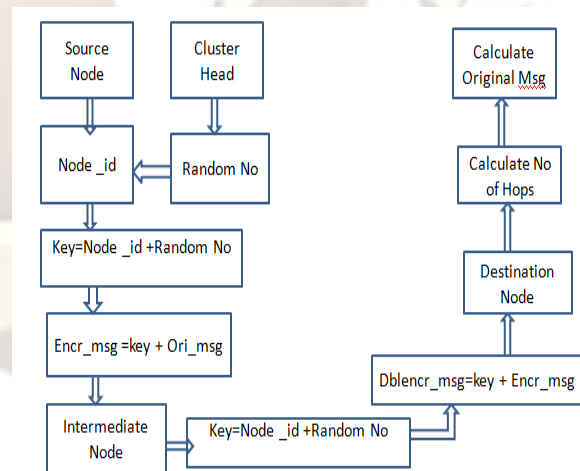 Source
Node
Cluster
Head
Node _id
Random No
Key=Node _id +Random No
Encr_msg =key + Ori_msg
Intermediate
Node
Key=Node _id +Random No
Dblencr_msg=key + Encr_msg
Destination
Node
Calculate No
of Hops
Calculate
Original Msg